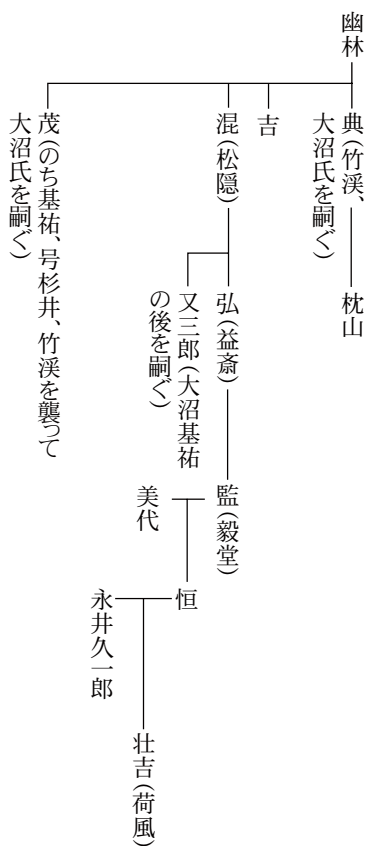 幽林
典(竹渓、
大沼氏を嗣ぐ)
枕山
吉
混(松隠)
弘(益斎)
又三郎(大沼基祐
の後を嗣ぐ)
監(毅堂)
美代
恒
永井久一郎
壮吉(荷風)
茂(のち基祐、号杉井、竹渓を襲って
大沼氏を嗣ぐ)